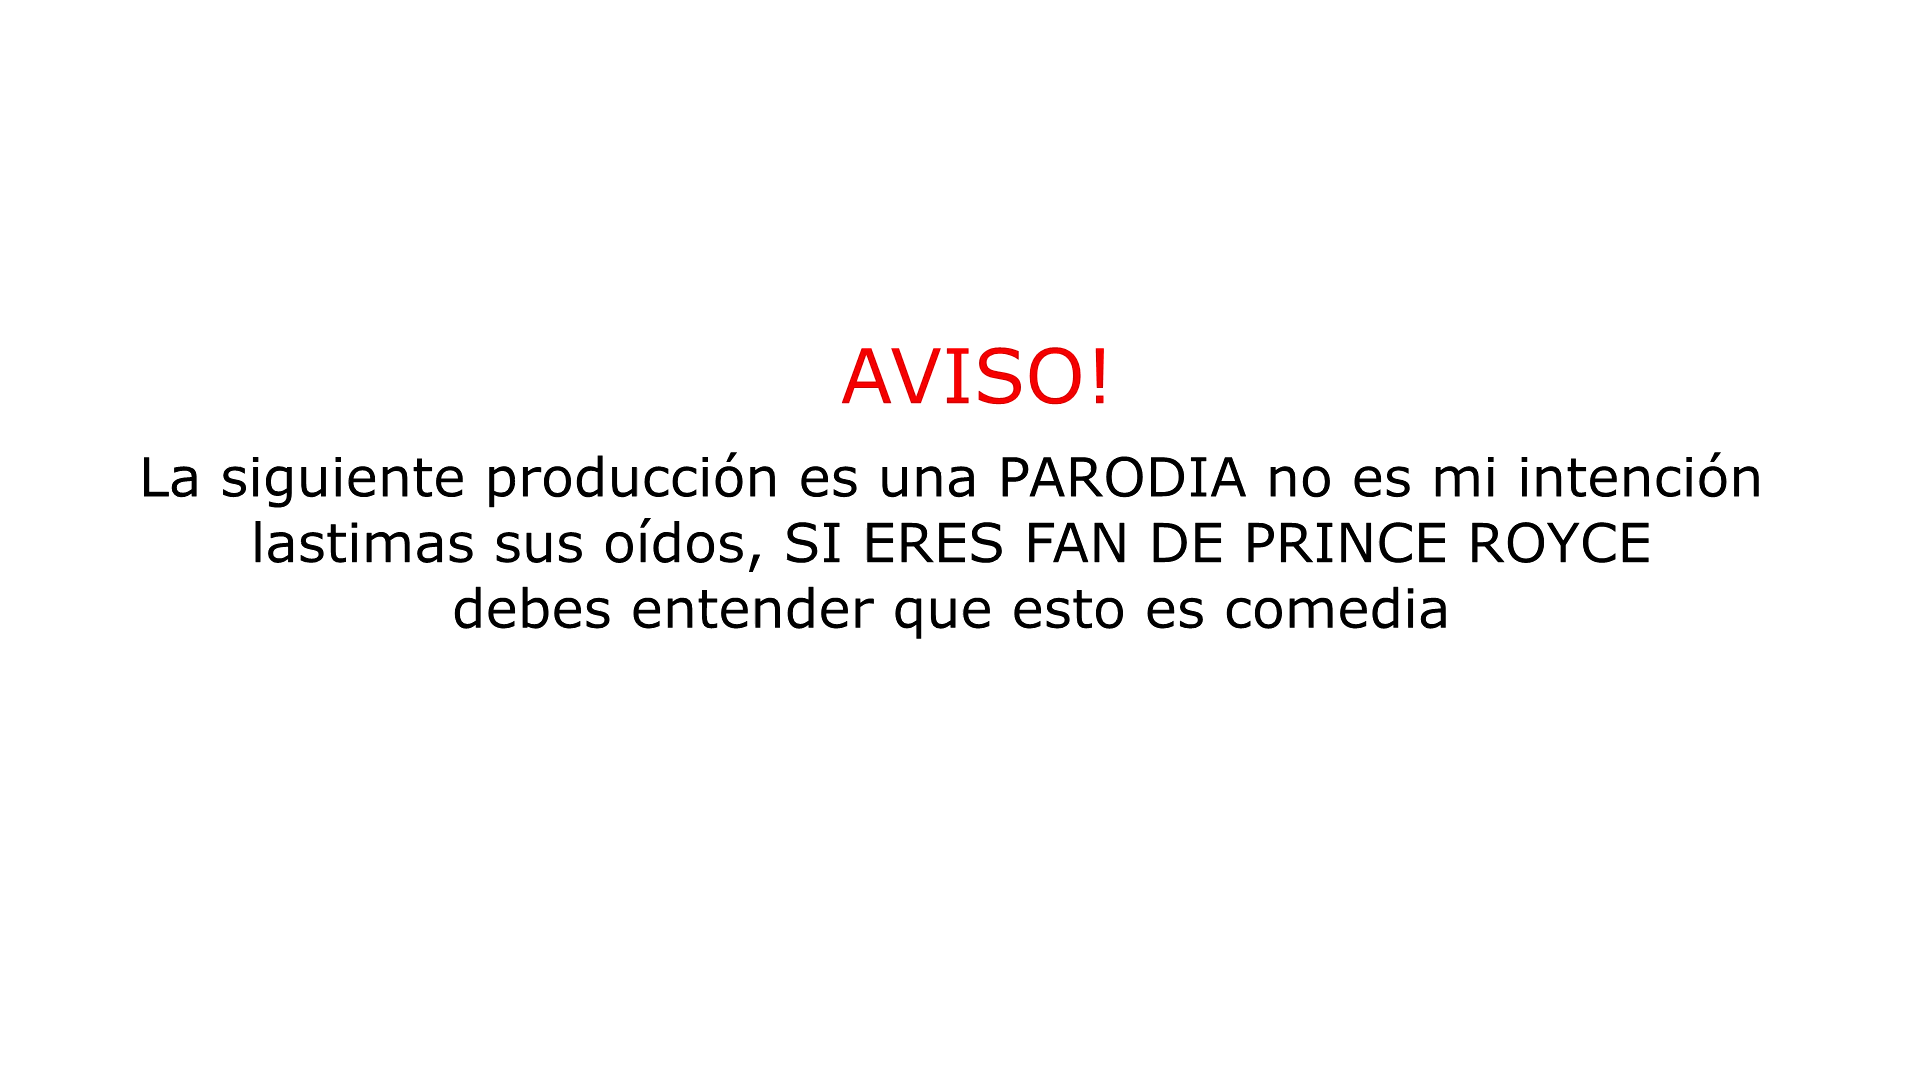 AVISO!
La siguiente producción es una PARODIA no es mi intención
lastimas sus oídos, SI ERES FAN DE PRINCE ROYCE
debes entender que esto es comedia